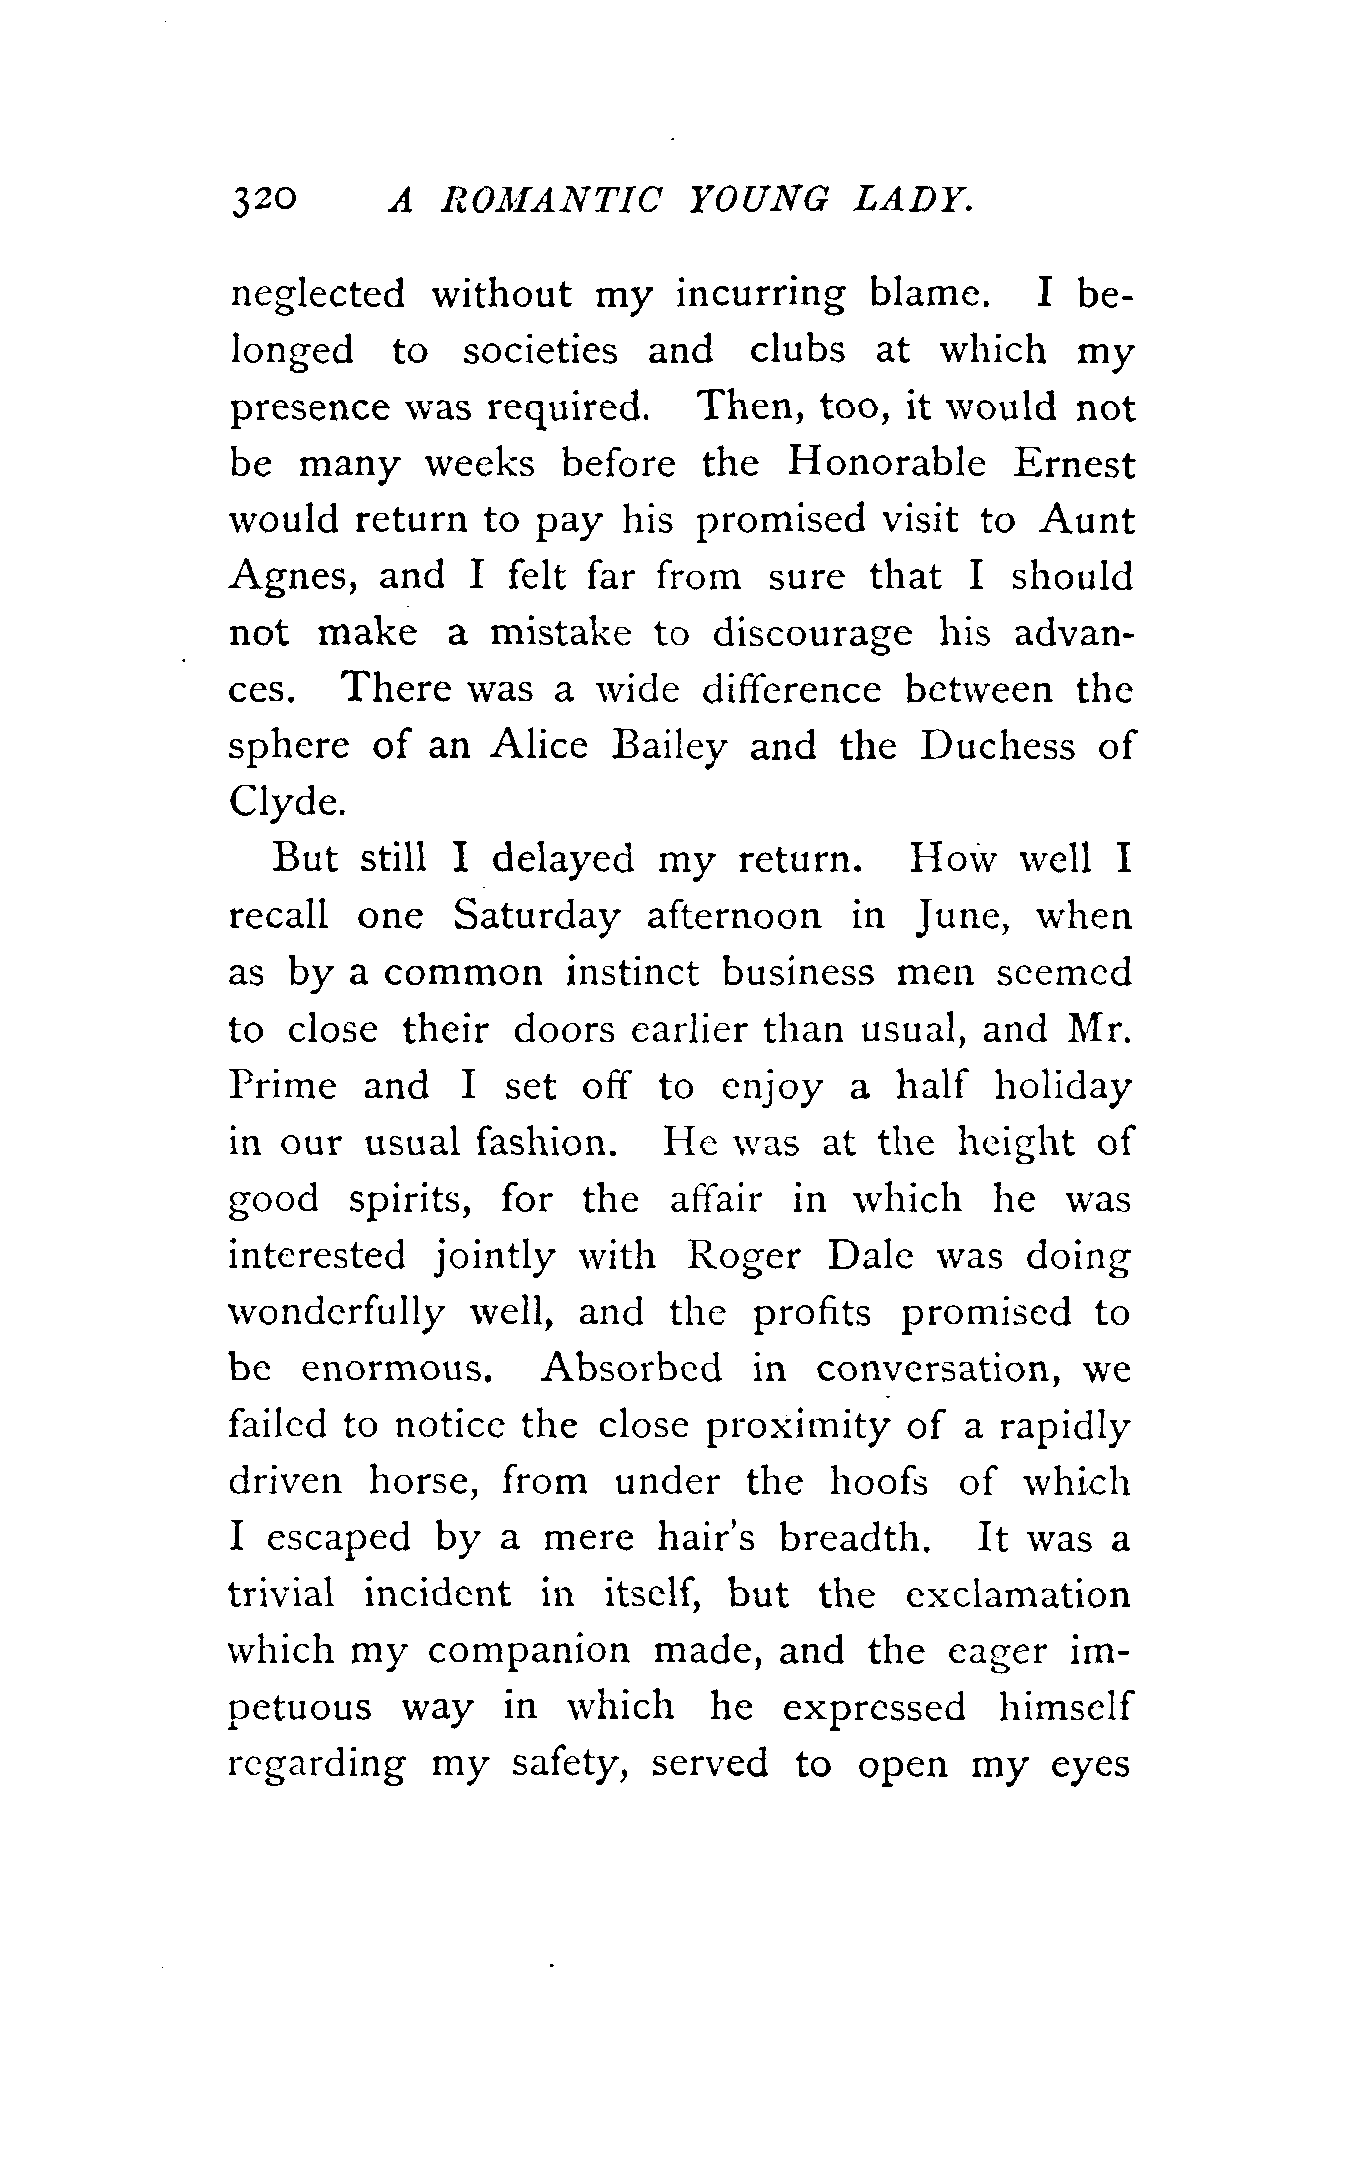 320 A ROMANTIC YOUNG LADY.
neglected without my incurring blame. I be-
longed to societies and clubs at which my
presence was required. Then, too, it would not
be many weeks before the Honorable Ernest
would return to pay his promised visit to Aunt
Agnes, and I felt far from sure that I should
not make a mistake to discourage his advan-
ces. There was a wide difference between the
sphere of an Alice Bailey and the Duchess of
Clyde.
But still I delayed my return. How well I
recall one Saturday afternoon in June, when
as by a common instinct business men seemed
to close their doors earlier than usual, and Mr.
Prime and I set off to enjoy a half holiday
in our usual fashion. He was at the height of
good spirits, for the affair in which he was
interested jointly with Roger Dale was doing
wonderfully well, and the profits promised to
be enormous. Absorbed in conversation, we
failed to notice the close proximity of a rapidly
driven horse, from under the hoofs of which
I escaped by a mere hair's breadth. It was a
trivial incident in itself, but the exclamation
which my companion made, and the eager im-
petuous way in which he expressed himself
regarding my safety, served to open my eyes